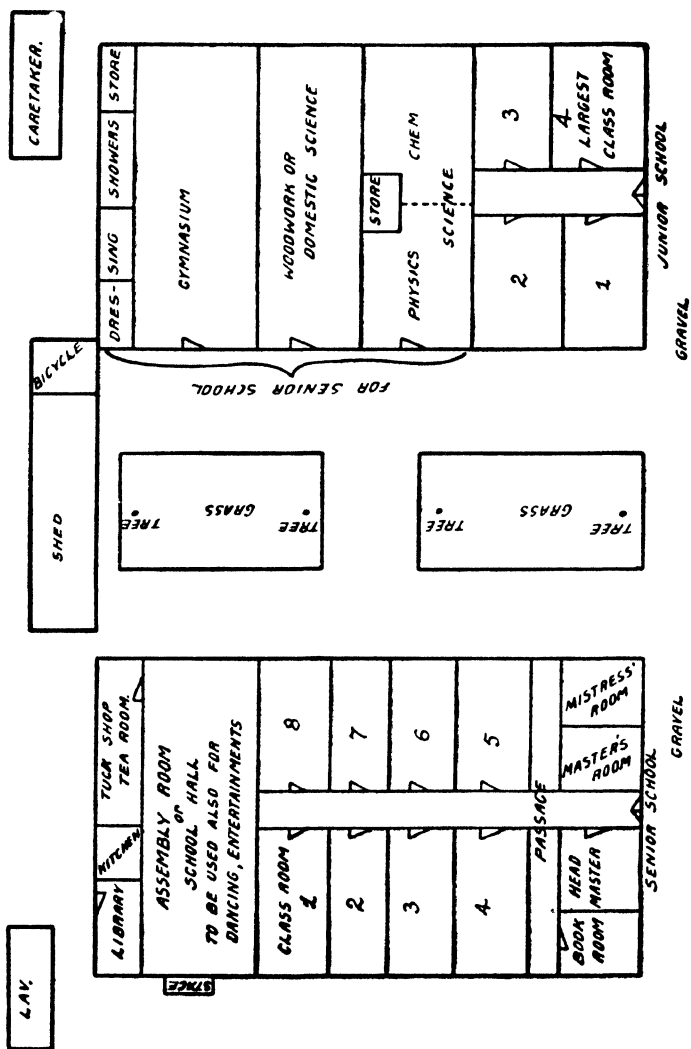 CARETAKER.
DRES-
SING
SHOWERS
STORE
GYMNASIUM
WOODWORK OR
DOMESTIC SCIENCE
STORE
PHYSICS
CHEM
SCIENCE
2
3
1
4
LARGEST
CLASS ROOM
JUNIOR SCHOOL
GRAVEL
FOR SENIOR SCHOOL
BICYCLE
SHED
TREE
GRASS
TREE
TREE
GRASS
TREE
LAV.
LIBRARY
KITCHEN
TUCK SHOP
TEA ROOM.
STAGE
ASSEMBLY ROOM
or
SCHOOL HALL
TO BE USED ALSO FOR
DANCING, ENTERTAINMENTS
CLASS ROOM
1
8
2
7
3
6
4
5
PASSAGE
BOOK
ROOM
HEAD
MASTER
MASTER'S
ROOM
MISTRESS'
ROOM
SENIOR SCHOOL
GRAVEL